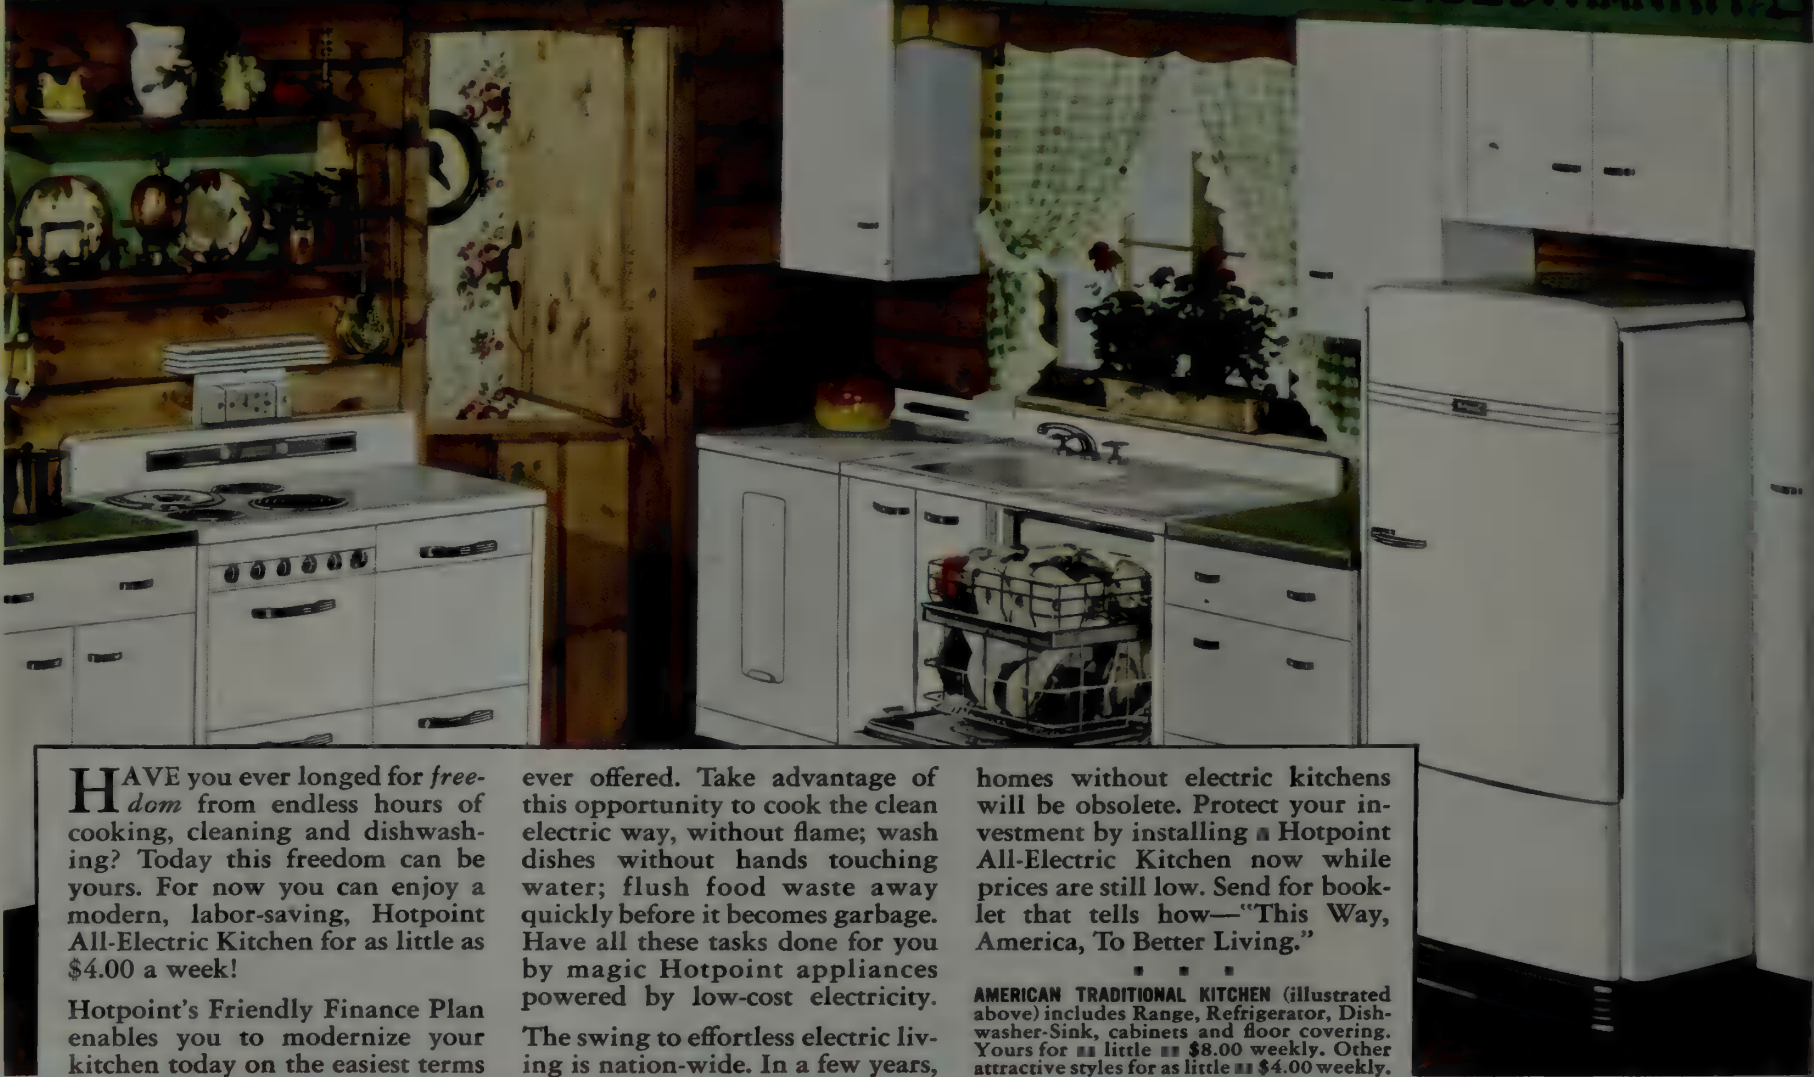 HAVE you ever longed for free-
dom from endless hours of
cooking, cleaning and dishwash-
ing? Today this freedom can be
yours. For now you can enjoy a
modern, labor-saving, Hotpoint
All-Electric Kitchen for as little as
$4.00 a week!
Hotpoint's Friendly Finance Plan
enables you to modernize your
kitchen today on the easiest terms
ever offered. Take advantage of
this opportunity to cook the clean
electric way, without flame; wash
dishes without hands touching
water; flush food waste away
quickly before it becomes garbage.
Have all these tasks done for you
by magic Hotpoint appliances
powered by low-cost electricity.
The swing to effortless electric liv-
ing is nation-wide. In a few years,
homes without electric kitchens
will be obsolete. Protect your in-
vestment by installing Hotpoint
All-Electric Kitchen now while
prices are still low. Send for book-
let that tells how—"This Way,
America, To Better Living."
AMERICAN TRADITIONAL KITCHEN (illustrated
above) includes Range, Refrigerator, Dish-
washer-Sink, cabinets and floor covering.
Yours for little $8.00 weekly. Other
attractive styles for as little $4.00 weekly.